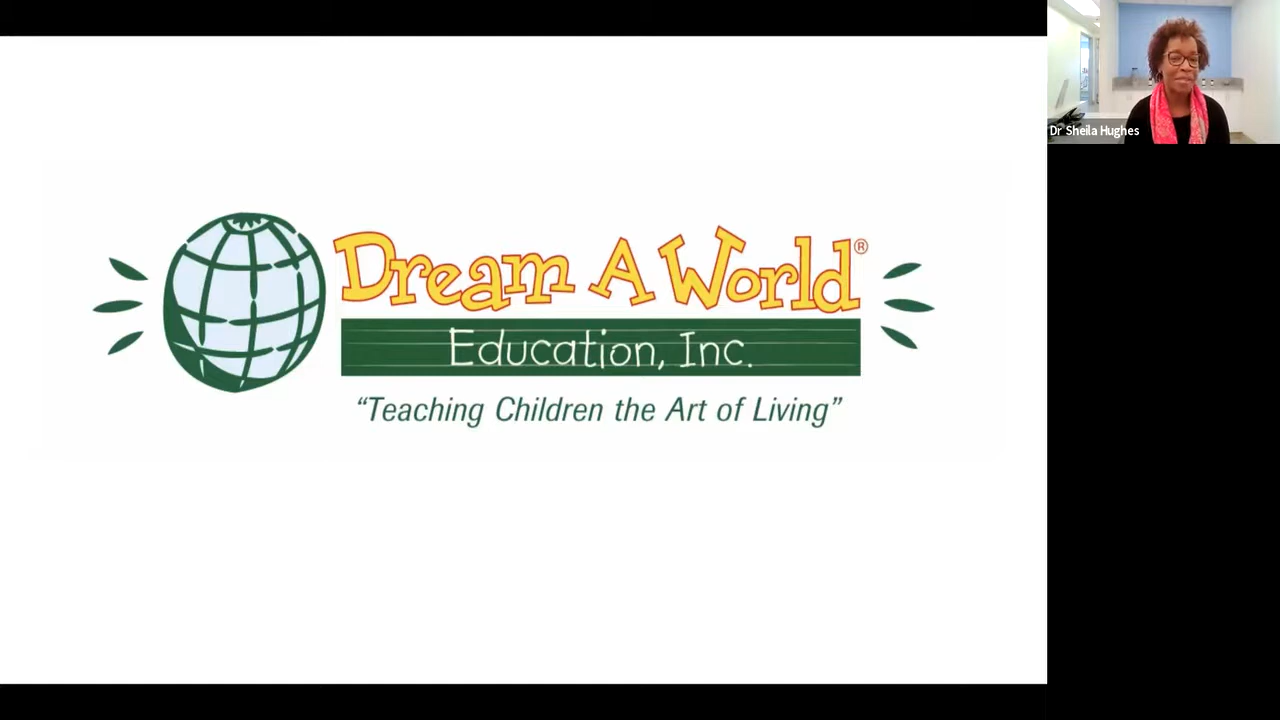 Dream A World®
Education, Inc.
“Teaching Children the Art of Living”
Dr Sheila Hughes